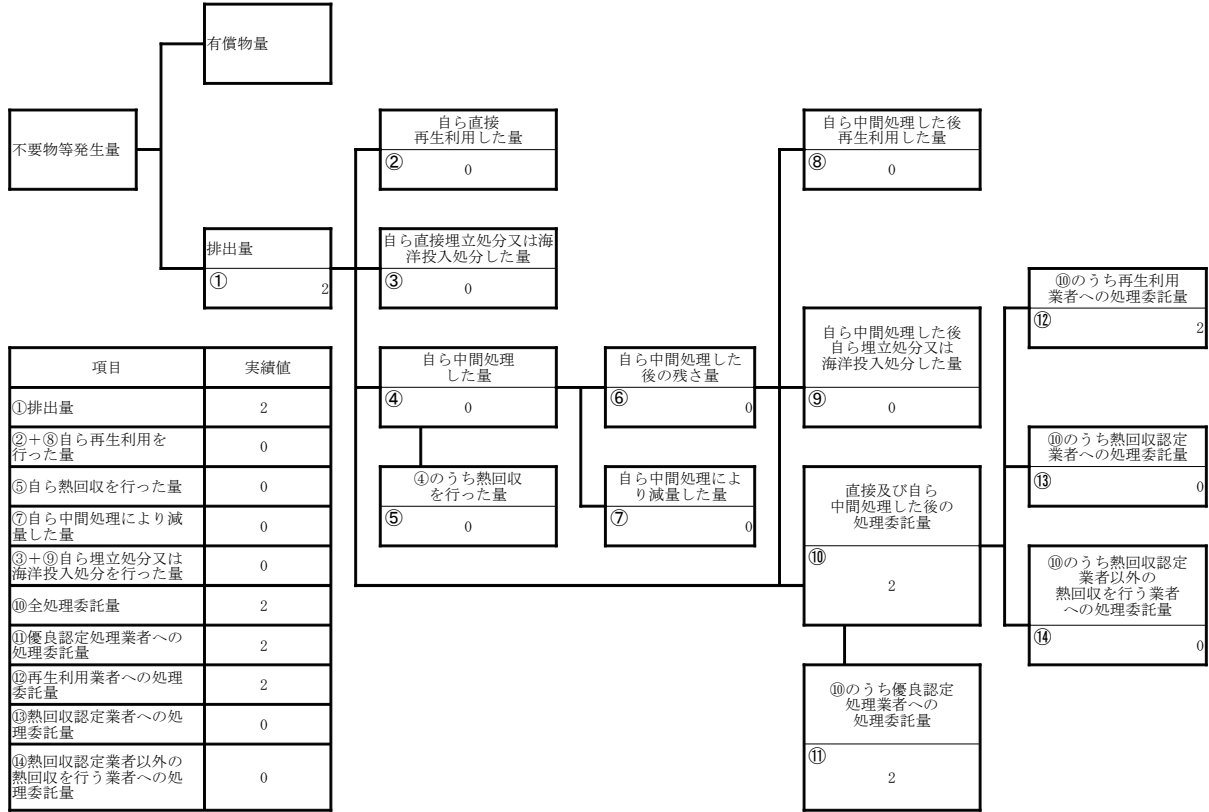 有償物量
不要物等発生量
自ら直接
再生利用した量
②
0
自ら中間処理した後
再生利用した量
⑧
0
排出量
①
2
自ら直接埋立処分又は海
洋投入処分した量
③
0
⑩のうち再生利用
業者への処理委託量
⑫
2
自ら中間処理
した量
④
0
自ら中間処理した
後の残さ量
⑥
0
自ら中間処理した後
自ら埋立処分又は
海洋投入処分した量
⑨
0
⑩のうち熱回収認定
業者への処理委託量
⑬
0
④のうち熱回収
を行った量
⑤
0
自ら中間処理によ
り減量した量
⑦
0
直接及び自ら
中間処理した後の
処理委託量
⑩
2
⑩のうち熱回収認定
業者以外の
熱回収を行う業者
への処理委託量
⑭
0
⑩のうち優良認定
処理業者への
処理委託量
⑪
2
項目 実績値
①排出量 2
②+⑧自ら再生利用を
行った量 0
⑤自ら熱回収を行った量 0
⑦自ら中間処理により減
量した量 0
③+⑨自ら埋立処分又は
海洋投入処分を行った量 0
⑩全処理委託量 2
⑪優良認定処理業者への
処理委託量 2
⑫再生利用業者への処理
委託量 2
⑬熱回収認定業者への処
理委託量 0
⑭熱回収認定業者以外の
熱回収を行う業者への処
理委託量 0